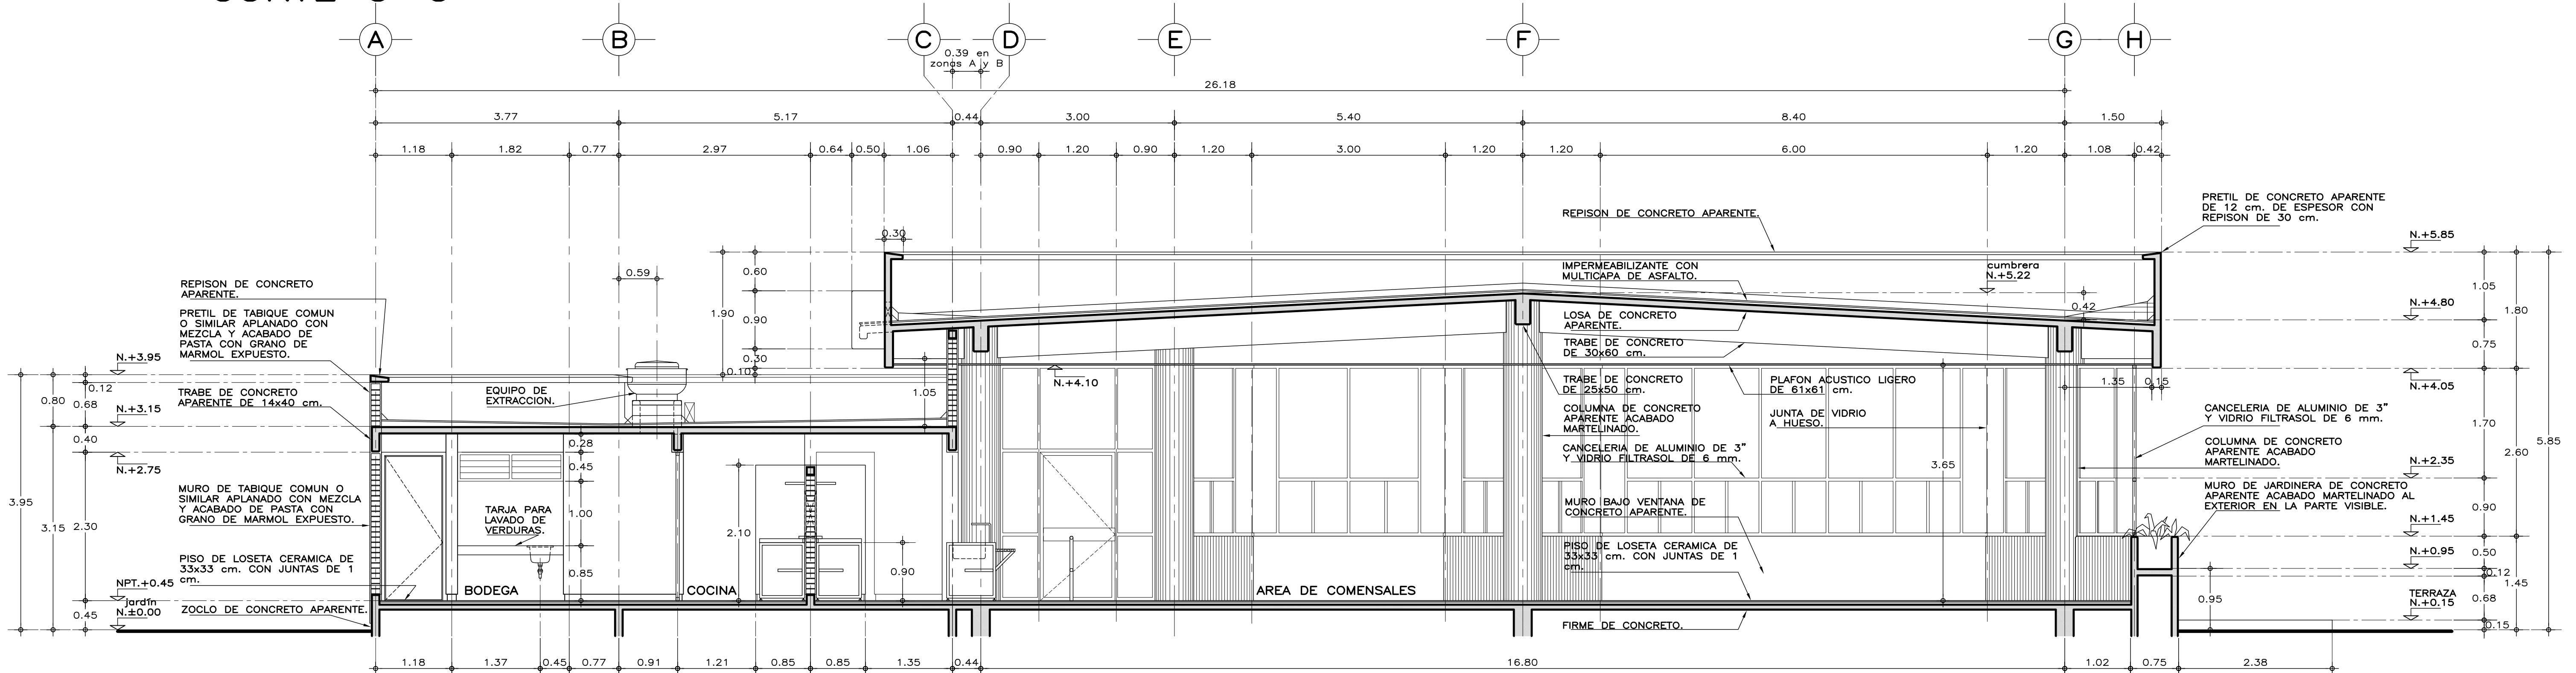 A
B
C
D
E
F
G
H
0.39 en
zonas A y B
26.18
3.77
5.17
0.44
3.00
5.40
8.40
1.50
1.18
1.82
0.77
2.97
0.64
0.50
1.06
0.90
1.20
0.90
1.20
3.00
1.20
1.20
6.00
1.20
1.08
0.42
REPISON DE CONCRETO
APARENTE.
PRETIL DE TABIQUE COMUN
O SIMILAR APLANADO CON
MEZCLA Y ACABADO DE
PASTA CON GRANO DE
MARMOL EXPUESTO.
TRABE DE CONCRETO
APARENTE DE 14x40 cm.
MURO DE TABIQUE COMUN O
SIMILAR APLANADO CON MEZCLA
Y ACABADO DE PASTA CON
GRANO DE MARMOL EXPUESTO.
PISO DE LOSETA CERAMICA DE
33x33 cm. CON JUNTAS DE 1
cm.
ZOCLO DE CONCRETO APARENTE.
N.+3.95
N.+3.15
N.+2.75
NPT.+0.45
jardín
N.±0.00
3.95
0.80
3.15
0.12
0.68
0.40
2.30
0.45
0.59
1.90
0.60
0.90
0.30
0.10
0.30
1.05
EQUIPO DE
EXTRACCION.
0.28
0.45
1.00
0.85
TARJA PARA
LAVADO DE
VERDURAS.
2.10
0.90
BODEGA
COCINA
AREA DE COMENSALES
N.+4.10
REPISON DE CONCRETO APARENTE.
IMPERMEABILIZANTE CON
MULTICAPA DE ASFALTO.
LOSA DE CONCRETO
APARENTE.
TRABE DE CONCRETO
DE 30x60 cm.
TRABE DE CONCRETO
DE 25x50 cm.
COLUMNA DE CONCRETO
APARENTE ACABADO
MARTELINADO.
CANCELERIA DE ALUMINIO DE 3"
Y VIDRIO FILTRASOL DE 6 mm.
MURO BAJO VENTANA DE
CONCRETO APARENTE.
PISO DE LOSETA CERAMICA DE
33x33 cm. CON JUNTAS DE 1
cm.
FIRME DE CONCRETO.
PLAFON ACUSTICO LIGERO
DE 61x61 cm.
JUNTA DE VIDRIO
A HUESO.
3.65
cumbrera
N.+5.22
0.42
1.35
0.15
PRETIL DE CONCRETO APARENTE
DE 12 cm. DE ESPESOR CON
REPISON DE 30 cm.
CANCELERIA DE ALUMINIO DE 3"
Y VIDRIO FILTRASOL DE 6 mm.
COLUMNA DE CONCRETO
APARENTE ACABADO
MARTELINADO.
MURO DE JARDINERA DE CONCRETO
APARENTE ACABADO MARTELINADO AL
EXTERIOR EN LA PARTE VISIBLE.
N.+5.85
N.+4.80
N.+4.05
N.+2.35
N.+1.45
N.+0.95
TERRAZA
N.+0.15
0.95
1.05
0.75
1.70
0.90
0.50
0.12
0.68
0.15
1.80
2.60
1.45
5.85
1.18
1.37
0.45
0.77
0.91
1.21
0.85
0.85
1.35
0.44
16.80
1.02
0.75
2.38